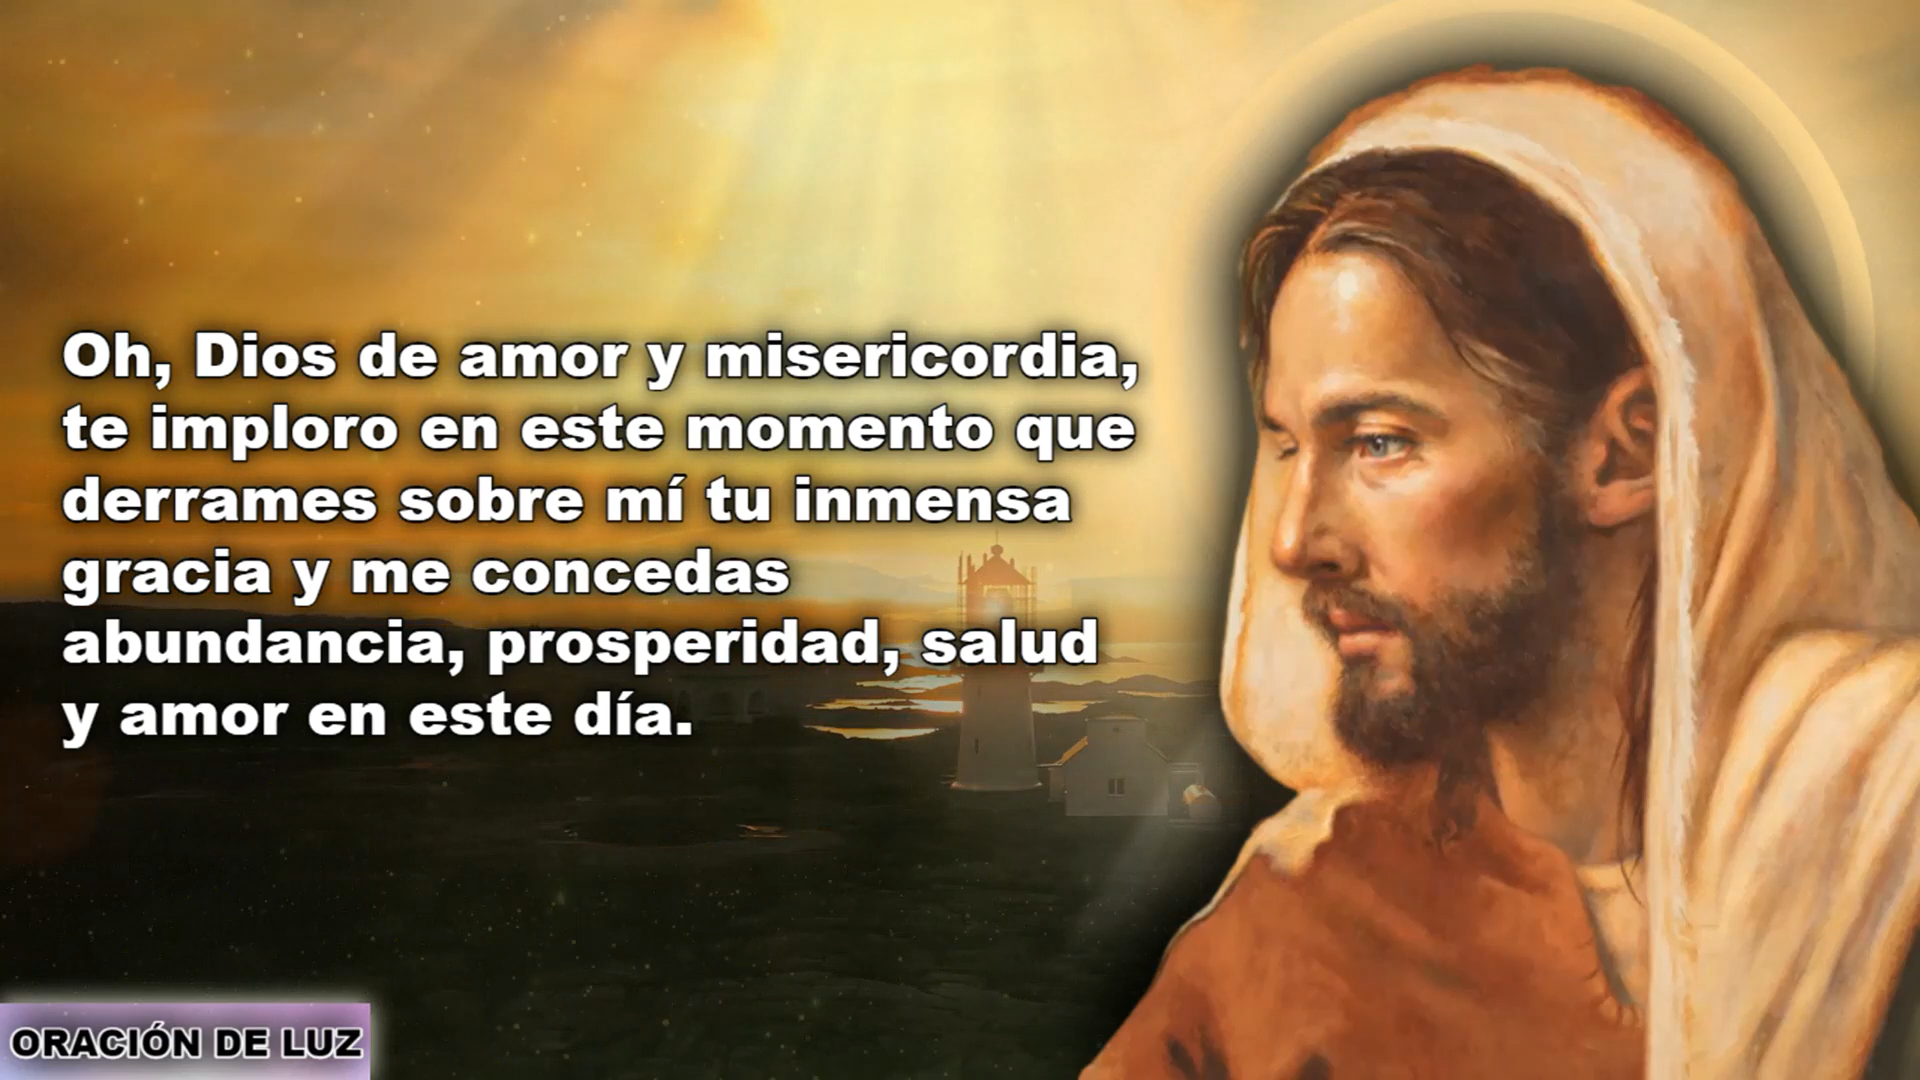 Oh, Dios de amor y misericordia,
te imploro en este momento que
derrames sobre mí tu inmensa
gracia y me concedas
abundancia, prosperidad, salud
y amor en este día.
ORACIÓN DE LUZ